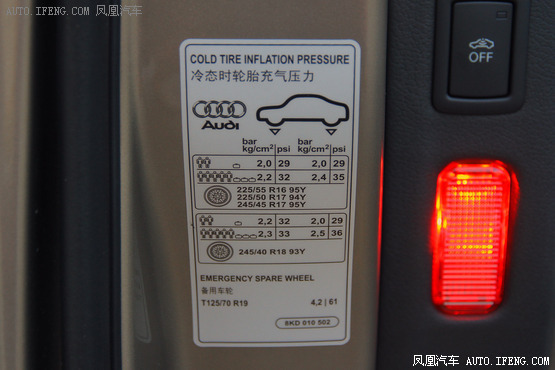 AUTO.IFENG.COM 凤凰汽车
COLD TIRE INFLATION PRESSURE
冷态时轮胎充气压力
Audi
bar kg/cm² psi bar kg/cm² psi
2,0 29 2,0 29
2,2 32 2,4 35
225/55 R16 95Y
225/50 R17 94Y
245/45 R17 95Y
2,2 32 2,0 29
2,3 33 2,5 36
245/40 R18 93Y
EMERGENCY SPARE WHEEL
备用车轮
T125/70 R19 4,2 61
8KD 010 502
OFF
凤凰汽车 AUTO.IFENG.COM